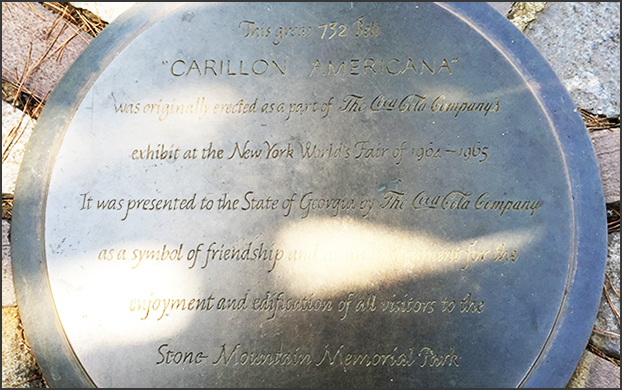 This great 732 Bell
"CARILLON AMERICANA"
was originally erected as a part of The Coca-Cola Company's
exhibit at the New York World's Fair of 1964-1965
It was presented to the State of Georgia by The Coca-Cola Company
as a symbol of friendship and for the
enjoyment and edification of all visitors to the
Stone Mountain Memorial Park